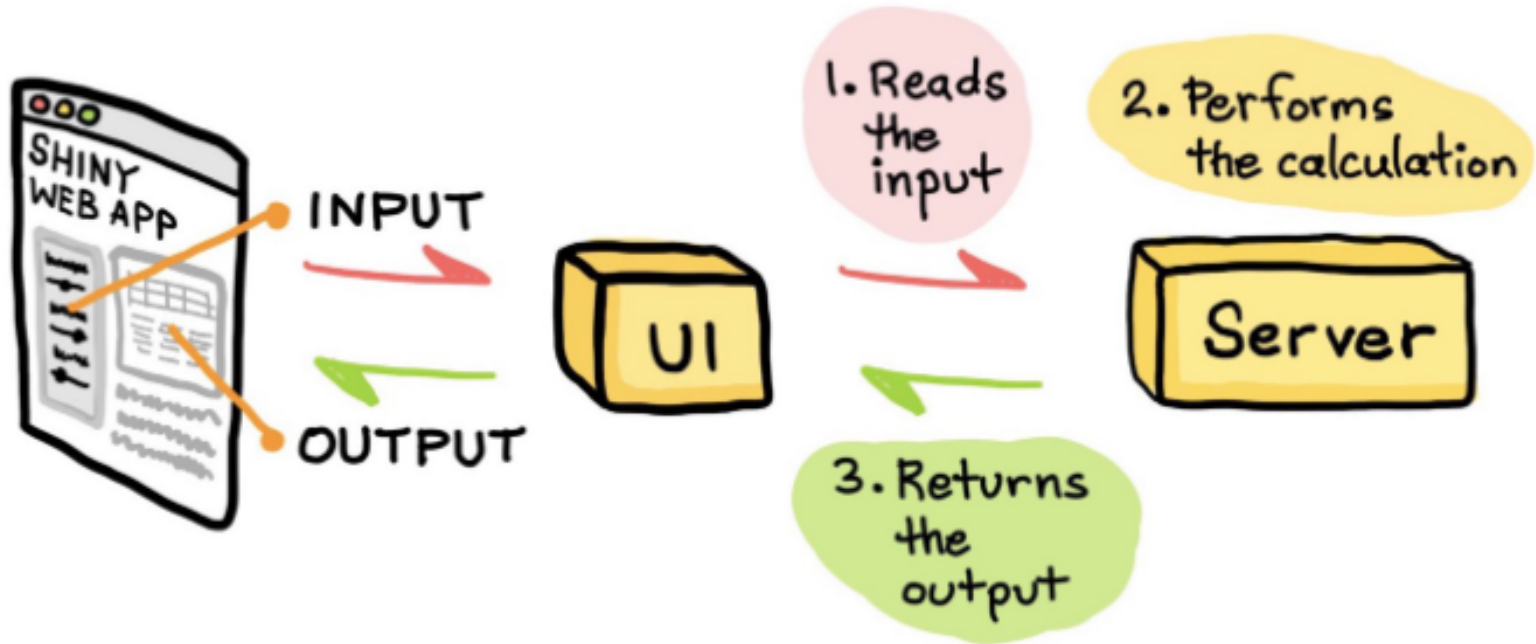 SHINY
WEB APP
INPUT
OUTPUT
UI
1. Reads
the
input
2. Performs
the calculation
Server
3. Returns
the
output